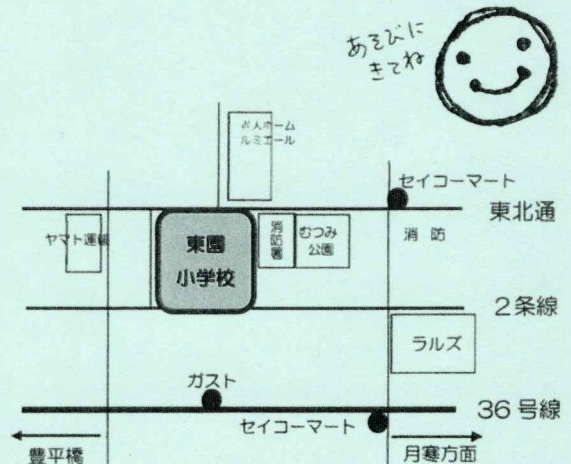 あそびに
きてね
老人ホーム
ルミエール
セイコーマート
東北通
ヤマト運輸
東園
小学校
消防署
むつみ
公園
消 防
2条線
ラルズ
ガスト
36号線
セイコーマート
豊平橋
月寒方面